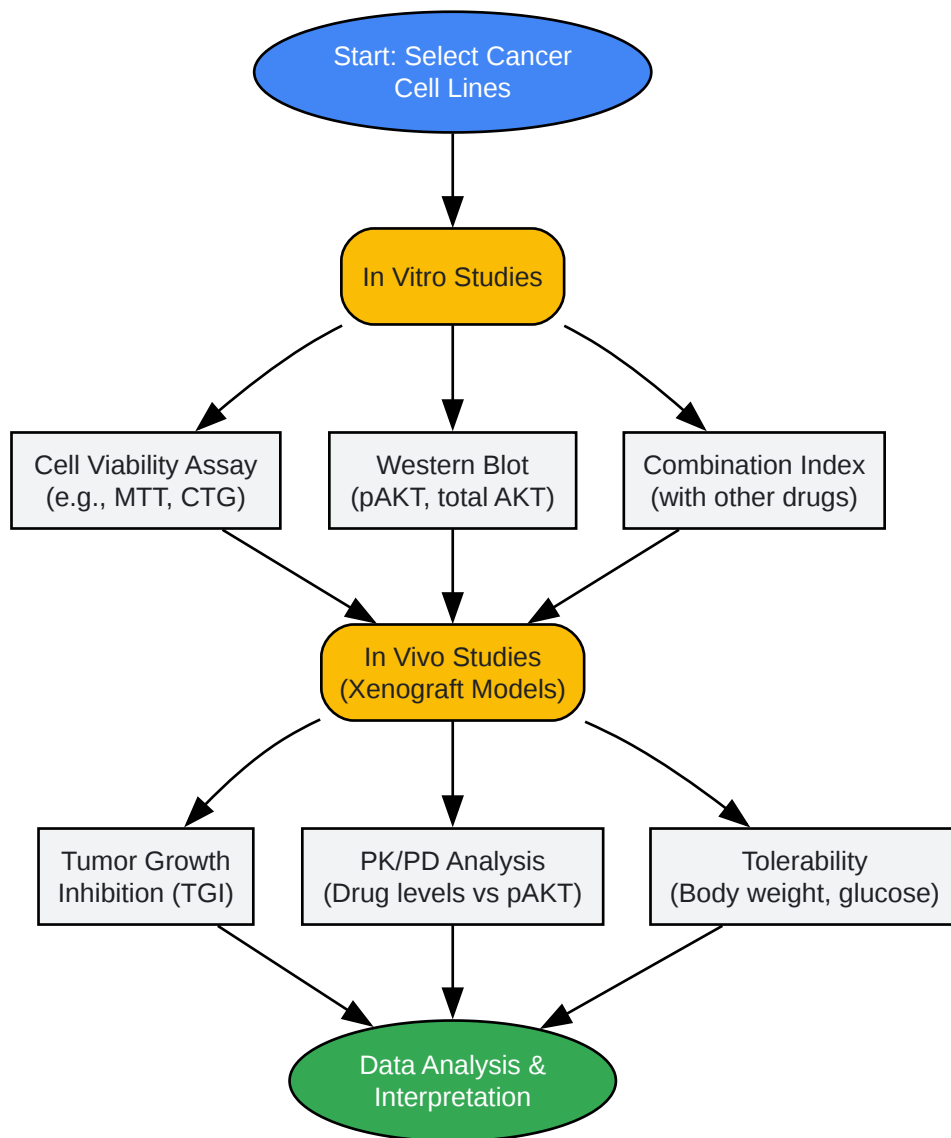 Start: Select Cancer
Cell Lines
In Vitro Studies
Cell Viability Assay
(e.g., MTT, CTG)
Western Blot
(pAKT, total AKT)
Combination Index
(with other drugs)
In Vivo Studies
(Xenograft Models)
Tumor Growth
Inhibition (TGI)
PK/PD Analysis
(Drug levels vs pAKT)
Tolerability
(Body weight, glucose)
Data Analysis &
Interpretation